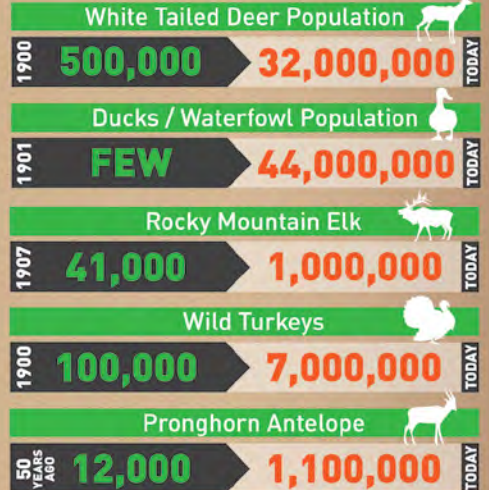 White Tailed Deer Population
1900 500,000 32,000,000 TODAY
Ducks / Waterfowl Population
1901 FEW 44,000,000 TODAY
Rocky Mountain Elk
1907 41,000 1,000,000 TODAY
Wild Turkeys
1900 100,000 7,000,000 TODAY
Pronghorn Antelope
50 YEARS AGO 12,000 1,100,000 TODAY